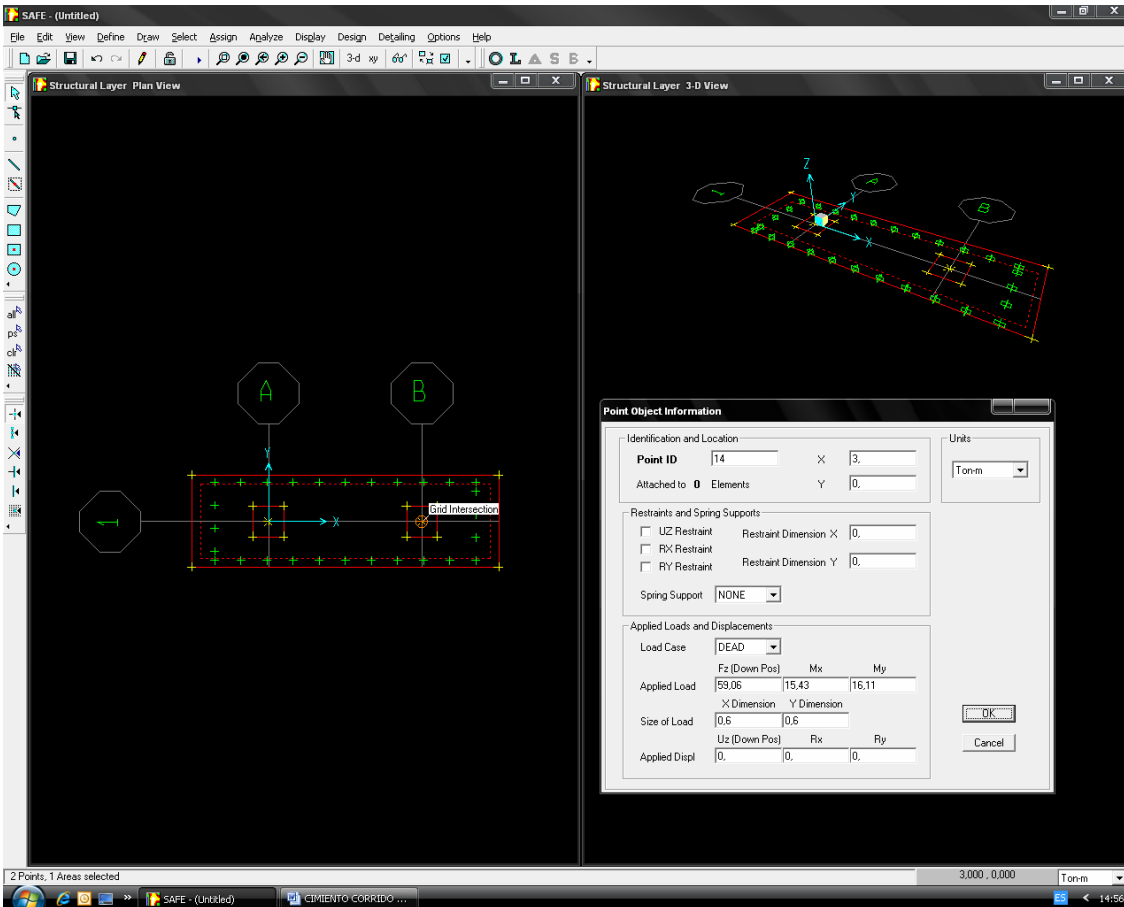 SAFE - (Untitled)
File Edit View Define Draw Select Assign Analyze Display Design Detailing Options Help
3-d xy
O L A S B
Structural Layer Plan View
Structural Layer 3-D View
all
ps
clr
A
B
Y
X
1
Grid Intersection
Z
A
Y
1
X
B
Point Object Information
Identification and Location
Point ID 14 X 3,
Attached to 0 Elements Y 0,
Units
Ton-m
Restraints and Spring Supports
UZ Restraint Restraint Dimension X 0,
RX Restraint
RY Restraint Restraint Dimension Y 0,
Spring Support NONE
Applied Loads and Displacements
Load Case DEAD
Fz (Down Pos) Mx My
Applied Load 59,06 15,43 16,11
X Dimension Y Dimension
Size of Load 0,6 0,6
Uz (Down Pos) Rx Ry
Applied Displ 0, 0, 0,
OK
Cancel
2 Points, 1 Areas selected 3,000 , 0,000 Ton-m
SAFE - (Untitled) CIMIENTO CORRIDO ... ES 14:56